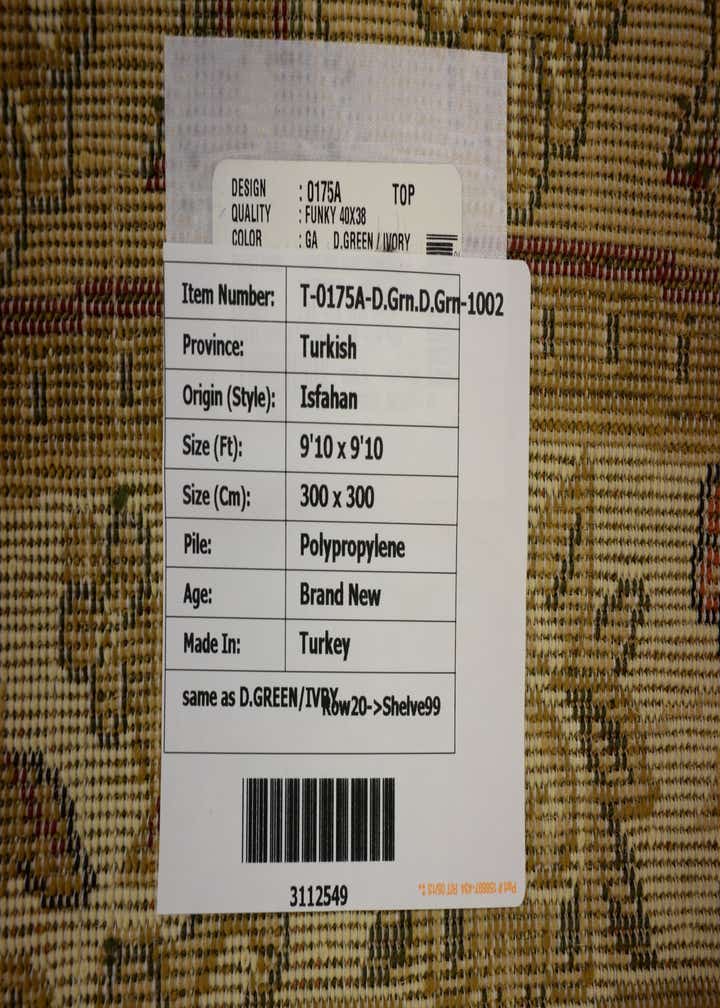 DESIGN : 0175A TOP
QUALITY : FUNKY 40X38
COLOR : GA D.GREEN / IVORY
Item Number: T-0175A-D.Grn.D.Grn-1002
Province: Turkish
Origin (Style): Isfahan
Size (Ft): 9'10 x 9'10
Size (Cm): 300 x 300
Pile: Polypropylene
Age: Brand New
Made In: Turkey
same as D.GREEN/IVRY Row20->Shelve99
3112549